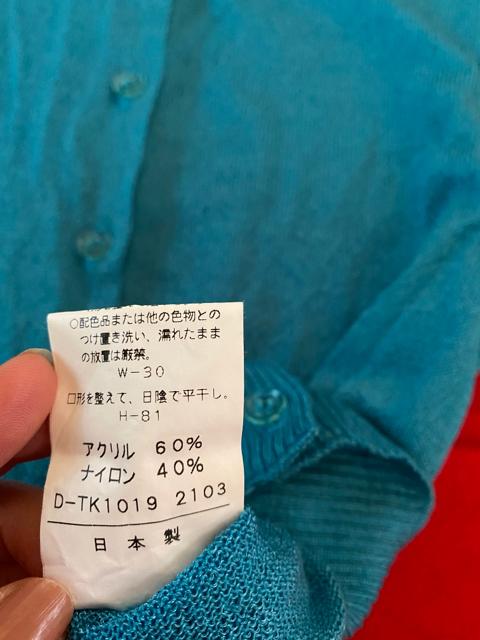 ○配色品または他の色物との
つけ置き洗い、濡れたまま
の放置は厳禁。
W-30
□形を整えて、日陰で平干し。
H-81
アクリル 60%
ナイロン 40%
D-TK1019 2103
日本製